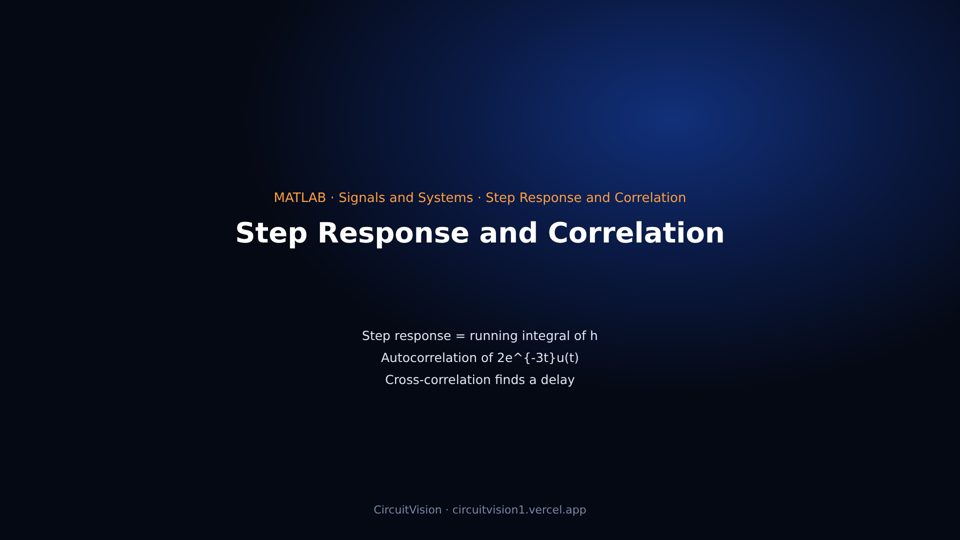 MATLAB · Signals and Systems · Step Response and Correlation
Step Response and Correlation
Step response = running integral of h
Autocorrelation of 2e^{-3t}u(t)
Cross-correlation finds a delay
CircuitVision · circuitvision1.vercel.app